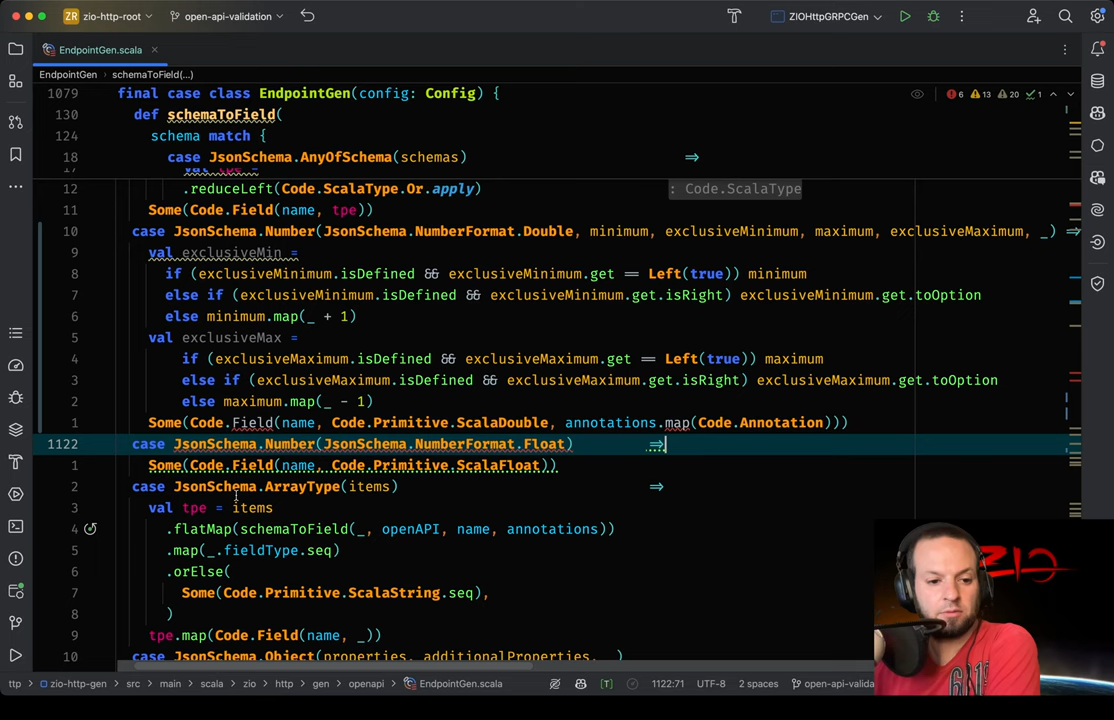 ZR zio-http-root open-api-validation ZIOHttpGRPCGen
EndpointGen.scala
EndpointGen schemaToField(...)
1079 final case class EndpointGen(config: Config) { 6 13 20 1
130 def schemaToField(
124 schema match {
18 case JsonSchema.AnyOfSchema(schemas) ⇒
17 val tpe =
12 .reduceLeft(Code.ScalaType.Or.apply) : Code.ScalaType
11 Some(Code.Field(name, tpe))
10 case JsonSchema.Number(JsonSchema.NumberFormat.Double, minimum, exclusiveMinimum, maximum, exclusiveMaximum, _) ⇒
9 val exclusiveMin =
8 if (exclusiveMinimum.isDefined && exclusiveMinimum.get == Left(true)) minimum
7 else if (exclusiveMinimum.isDefined && exclusiveMinimum.get.isRight) exclusiveMinimum.get.toOption
6 else minimum.map(_ + 1)
5 val exclusiveMax =
4 if (exclusiveMaximum.isDefined && exclusiveMaximum.get == Left(true)) maximum
3 else if (exclusiveMaximum.isDefined && exclusiveMaximum.get.isRight) exclusiveMaximum.get.toOption
2 else maximum.map(_ - 1)
1 Some(Code.Field(name, Code.Primitive.ScalaDouble, annotations.map(Code.Annotation)))
1122 case JsonSchema.Number(JsonSchema.NumberFormat.Float) ⇒
1 Some(Code.Field(name, Code.Primitive.ScalaFloat))
2 case JsonSchema.ArrayType(items) ⇒
3 val tpe = items
4 .flatMap(schemaToField(_, openAPI, name, annotations))
5 .map(_.fieldType.seq)
6 .orElse(
7 Some(Code.Primitive.ScalaString.seq),
8 )
9 tpe.map(Code.Field(name, _))
10 case JsonSchema.Object(properties, additionalProperties, _)
ttp zio-http-gen src main scala zio http gen openapi EndpointGen.scala 1122:71 UTF-8 2 spaces open-api-valida